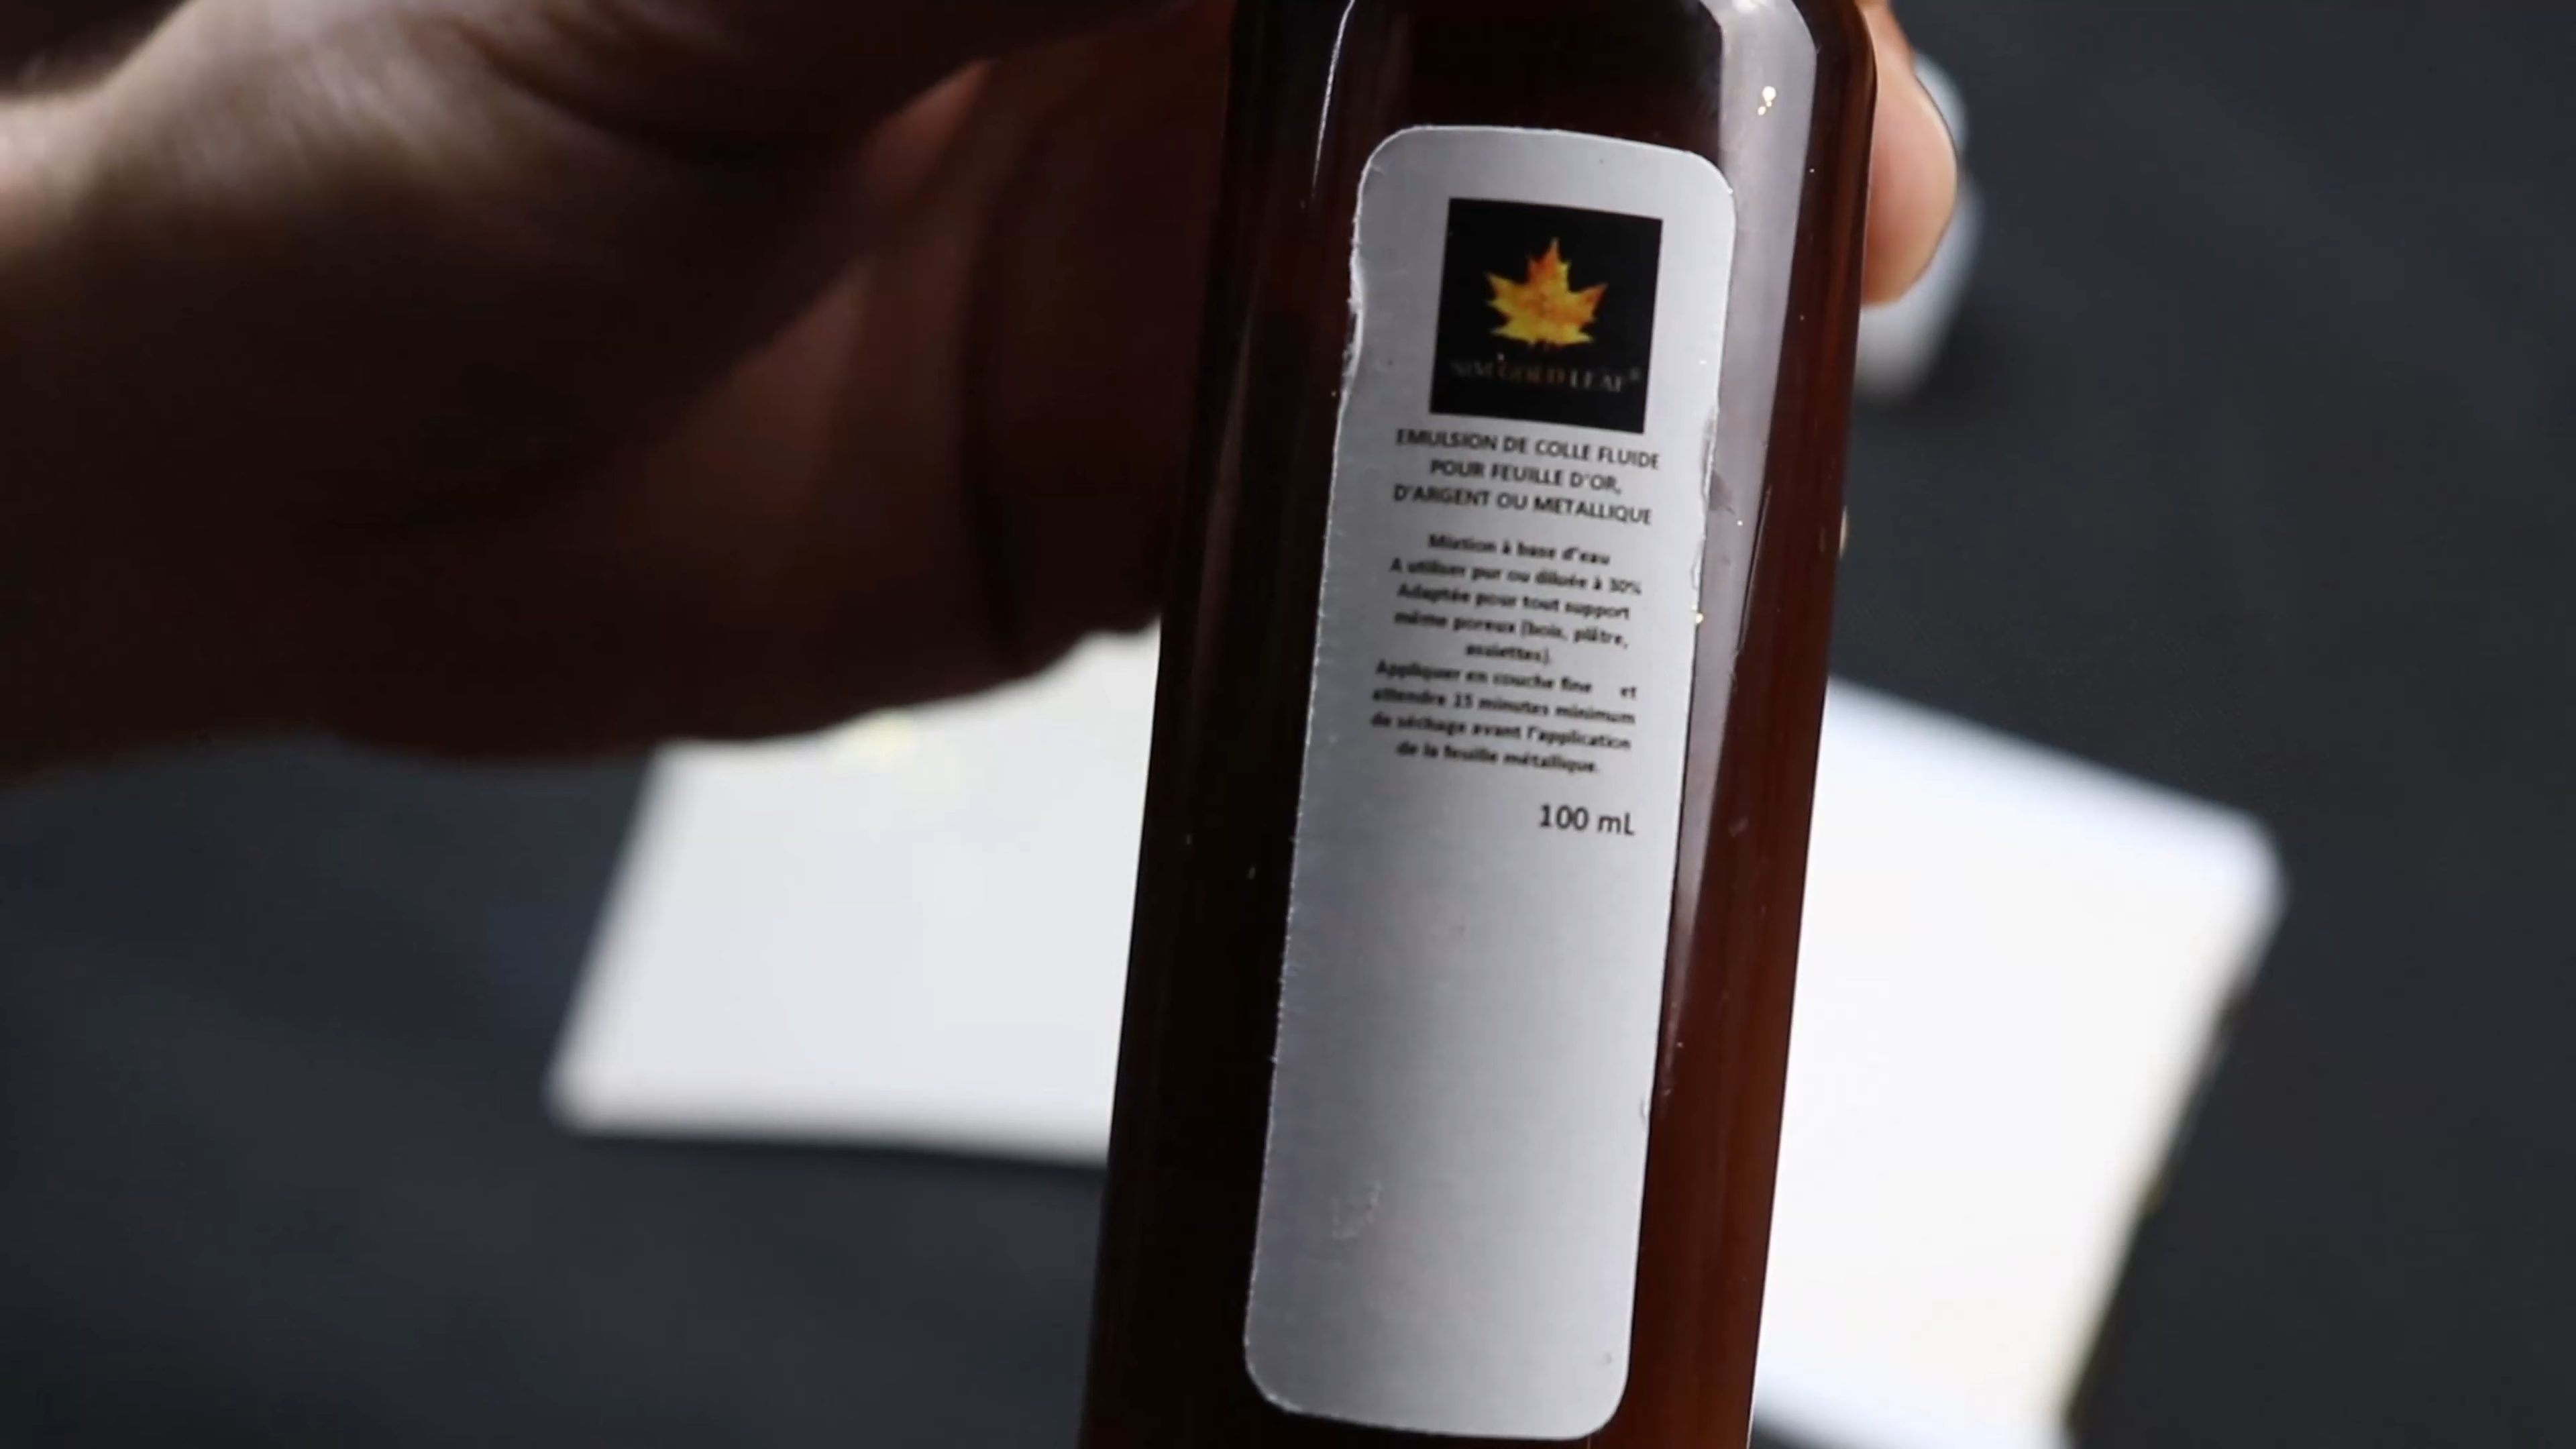 GOLD LEAF®
EMULSION DE COLLE FLUIDE
POUR FEUILLE D'OR,
D'ARGENT OU METALLIQUE
Mixtion à base d'eau
A utiliser pur ou diluée à 30%
Adaptée pour tout support
même poreux (bois, plâtre,
assiettes).
Appliquer en couche fine et
attendre 15 minutes minimum
de séchage avant l'application
de la feuille métallique.
100 mL